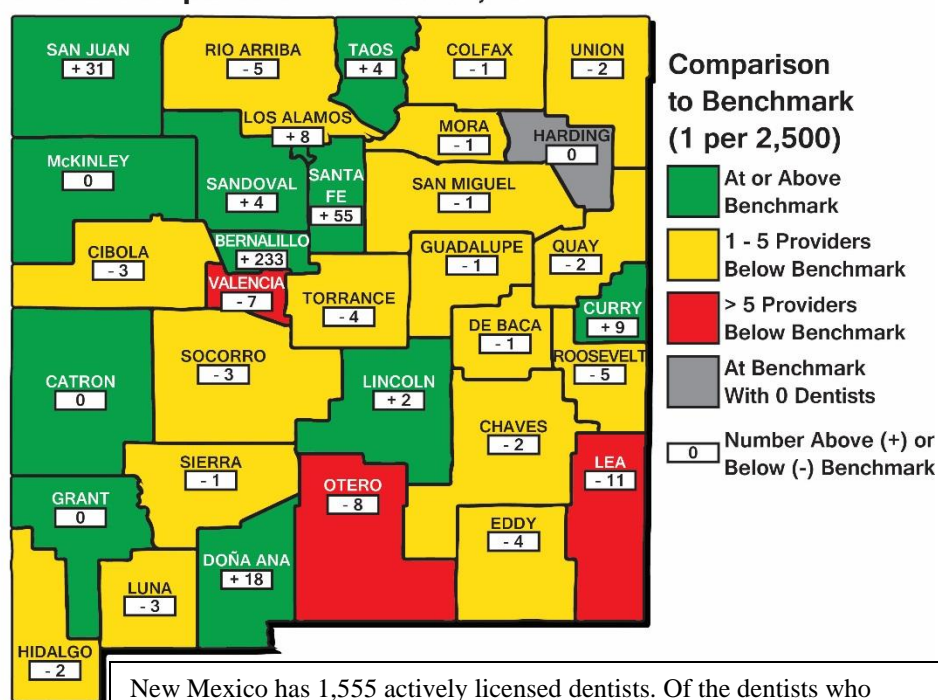 SAN JUAN
+ 31
RIO ARRIBA
- 5
TAOS
+ 4
COLFAX
- 1
UNION
- 2
LOS ALAMOS
+ 8
MORA
- 1
HARDING
0
McKINLEY
0
SANDOVAL
+ 4
SANTA
FE
+ 55
SAN MIGUEL
- 1
CIBOLA
- 3
BERNALILLO
+ 233
GUADALUPE
- 1
QUAY
- 2
VALENCIA
- 7
TORRANCE
- 4
CURRY
+ 9
DE BACA
- 1
ROOSEVELT
- 5
SOCORRO
- 3
CATRON
0
LINCOLN
+ 2
CHAVES
- 2
SIERRA
- 1
OTERO
- 8
LEA
- 11
GRANT
0
EDDY
- 4
DOÑA ANA
+ 18
LUNA
- 3
HIDALGO
- 2
Comparison
to Benchmark
(1 per 2,500)
At or Above
Benchmark
1 - 5 Providers
Below Benchmark
> 5 Providers
Below Benchmark
At Benchmark
With 0 Dentists
0
Number Above (+) or
Below (-) Benchmark
New Mexico has 1,555 actively licensed dentists. Of the dentists who